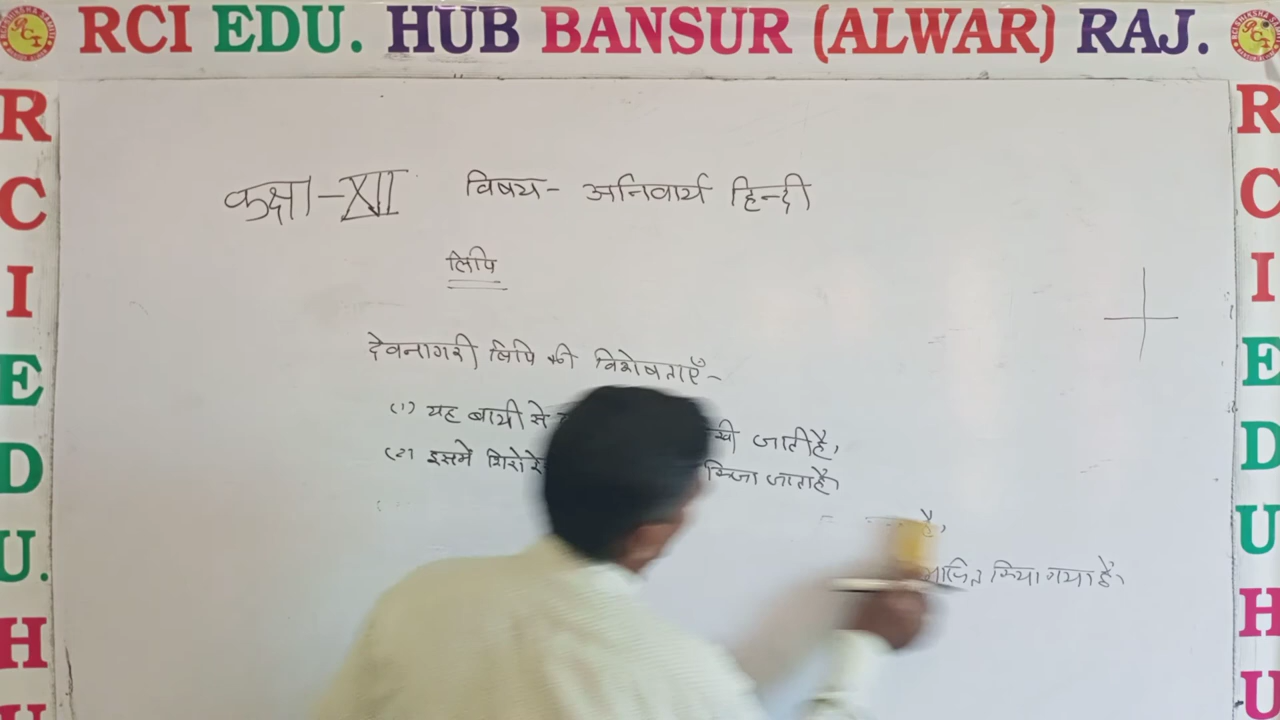 RCI EDU. HUB BANSUR (ALWAR) RAJ.
R
C
I
E
D
U.
H
U
कक्षा-XII विषय- अनिवार्य हिन्दी
लिपि
देवनागरी लिपि की विशेषताएँ-
(1) यह बायी से जाती है,
(2) इसमे जाता है।
है,
किया गया है।
R
C
I
E
D
U
H
U